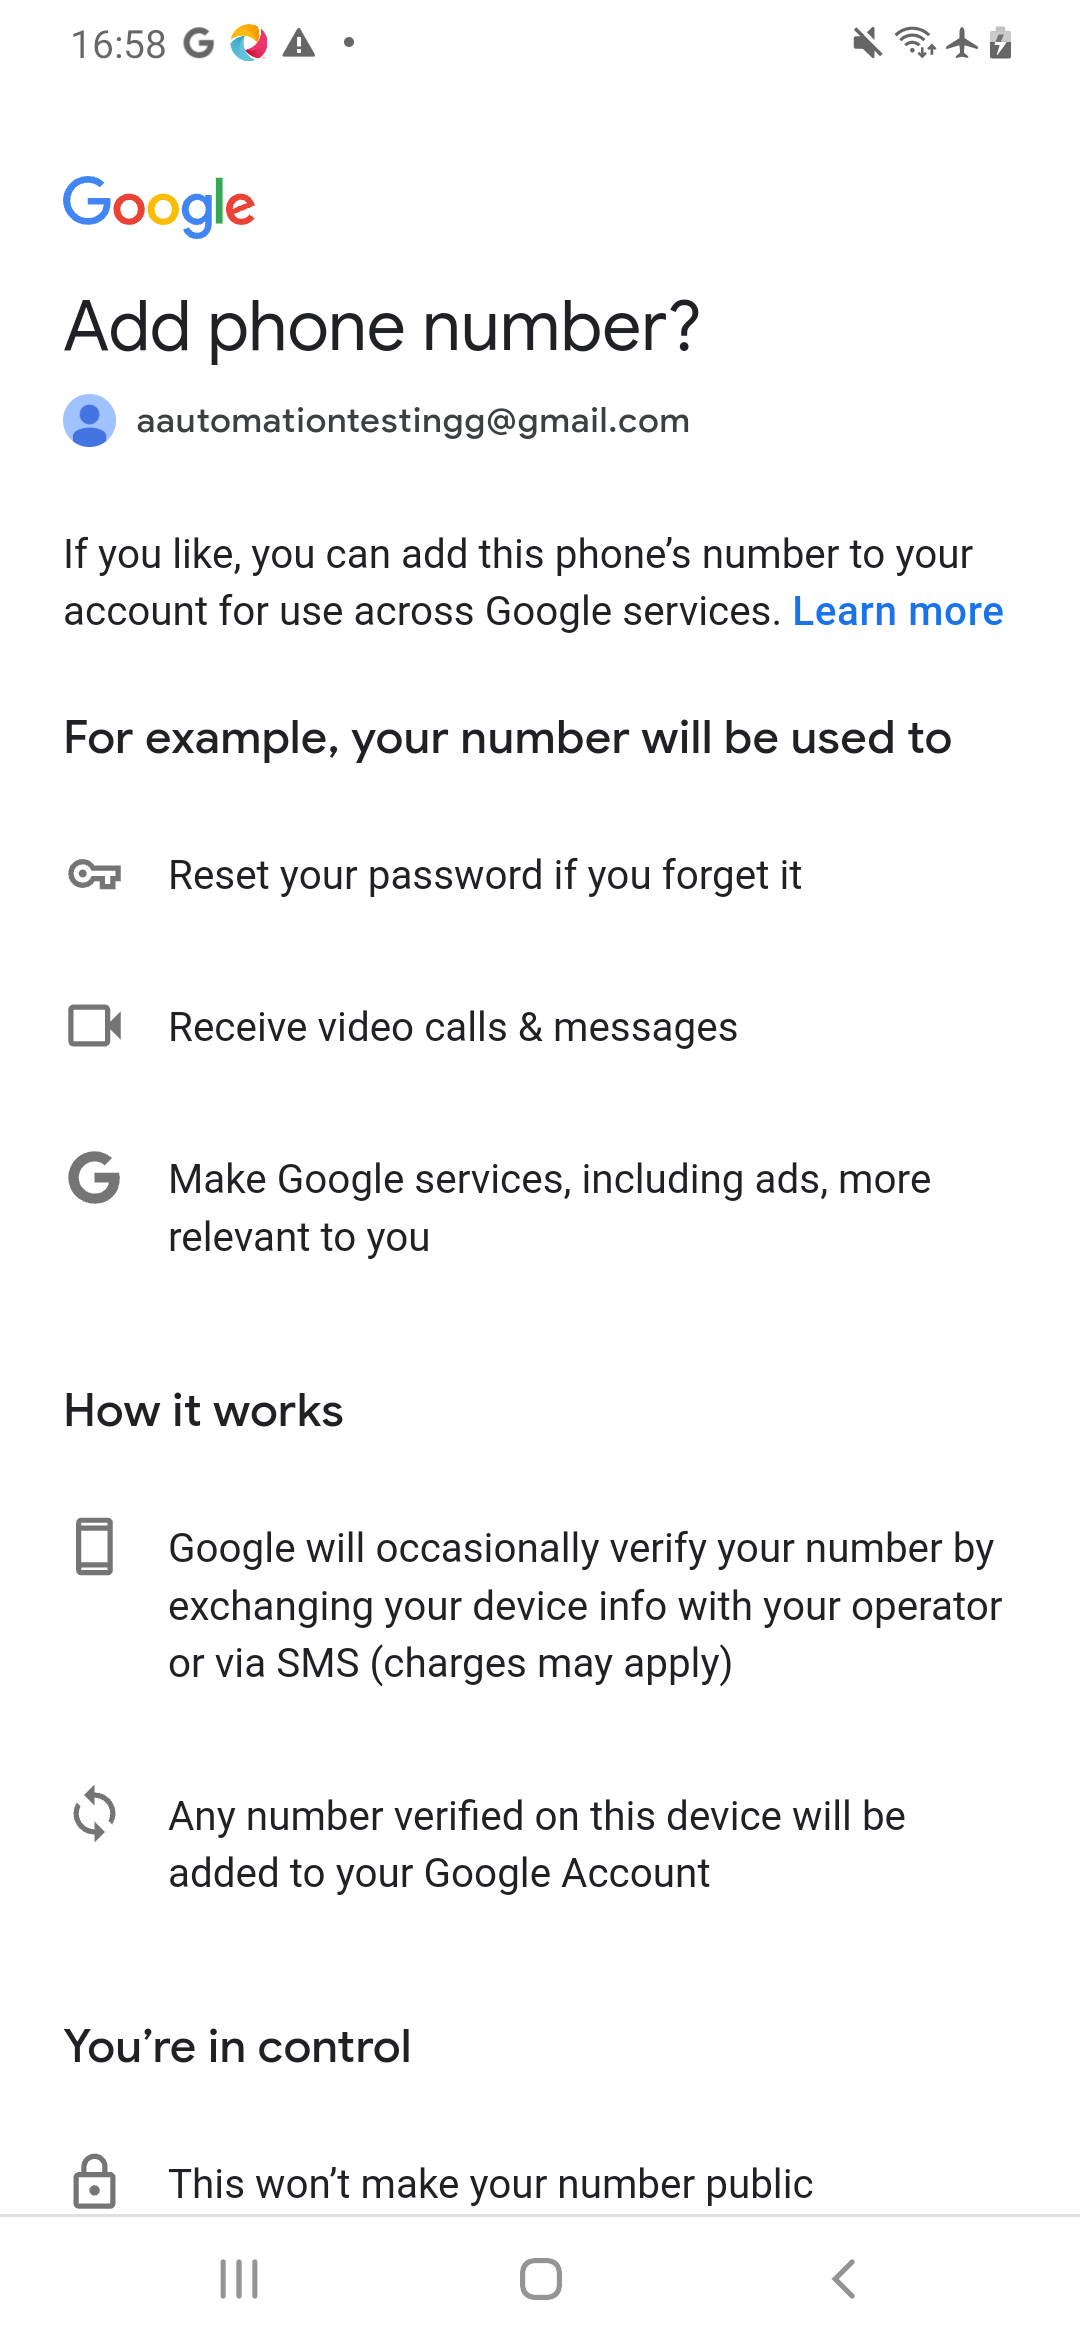 16:58
Google
Add phone number?
aautomationtestingg@gmail.com
If you like, you can add this phone’s number to your
account for use across Google services. Learn more
For example, your number will be used to
Reset your password if you forget it
Receive video calls & messages
Make Google services, including ads, more
relevant to you
How it works
Google will occasionally verify your number by
exchanging your device info with your operator
or via SMS (charges may apply)
Any number verified on this device will be
added to your Google Account
You’re in control
This won’t make your number public